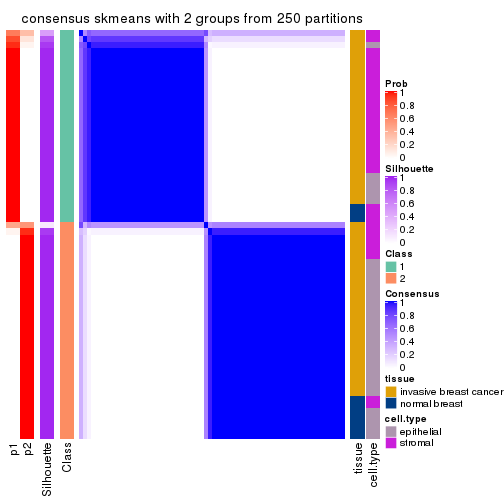 consensus skmeans with 2 groups from 250 partitions
Prob
1
0.8
0.6
0.4
0.2
0
Silhouette
1
0.8
0.6
0.4
0.2
0
Class
1
2
Consensus
1
0.8
0.6
0.4
0.2
0
tissue
invasive breast cancer
normal breast
cell.type
epithelial
stromal
p1
p2
Silhouette
Class
tissue
cell.type